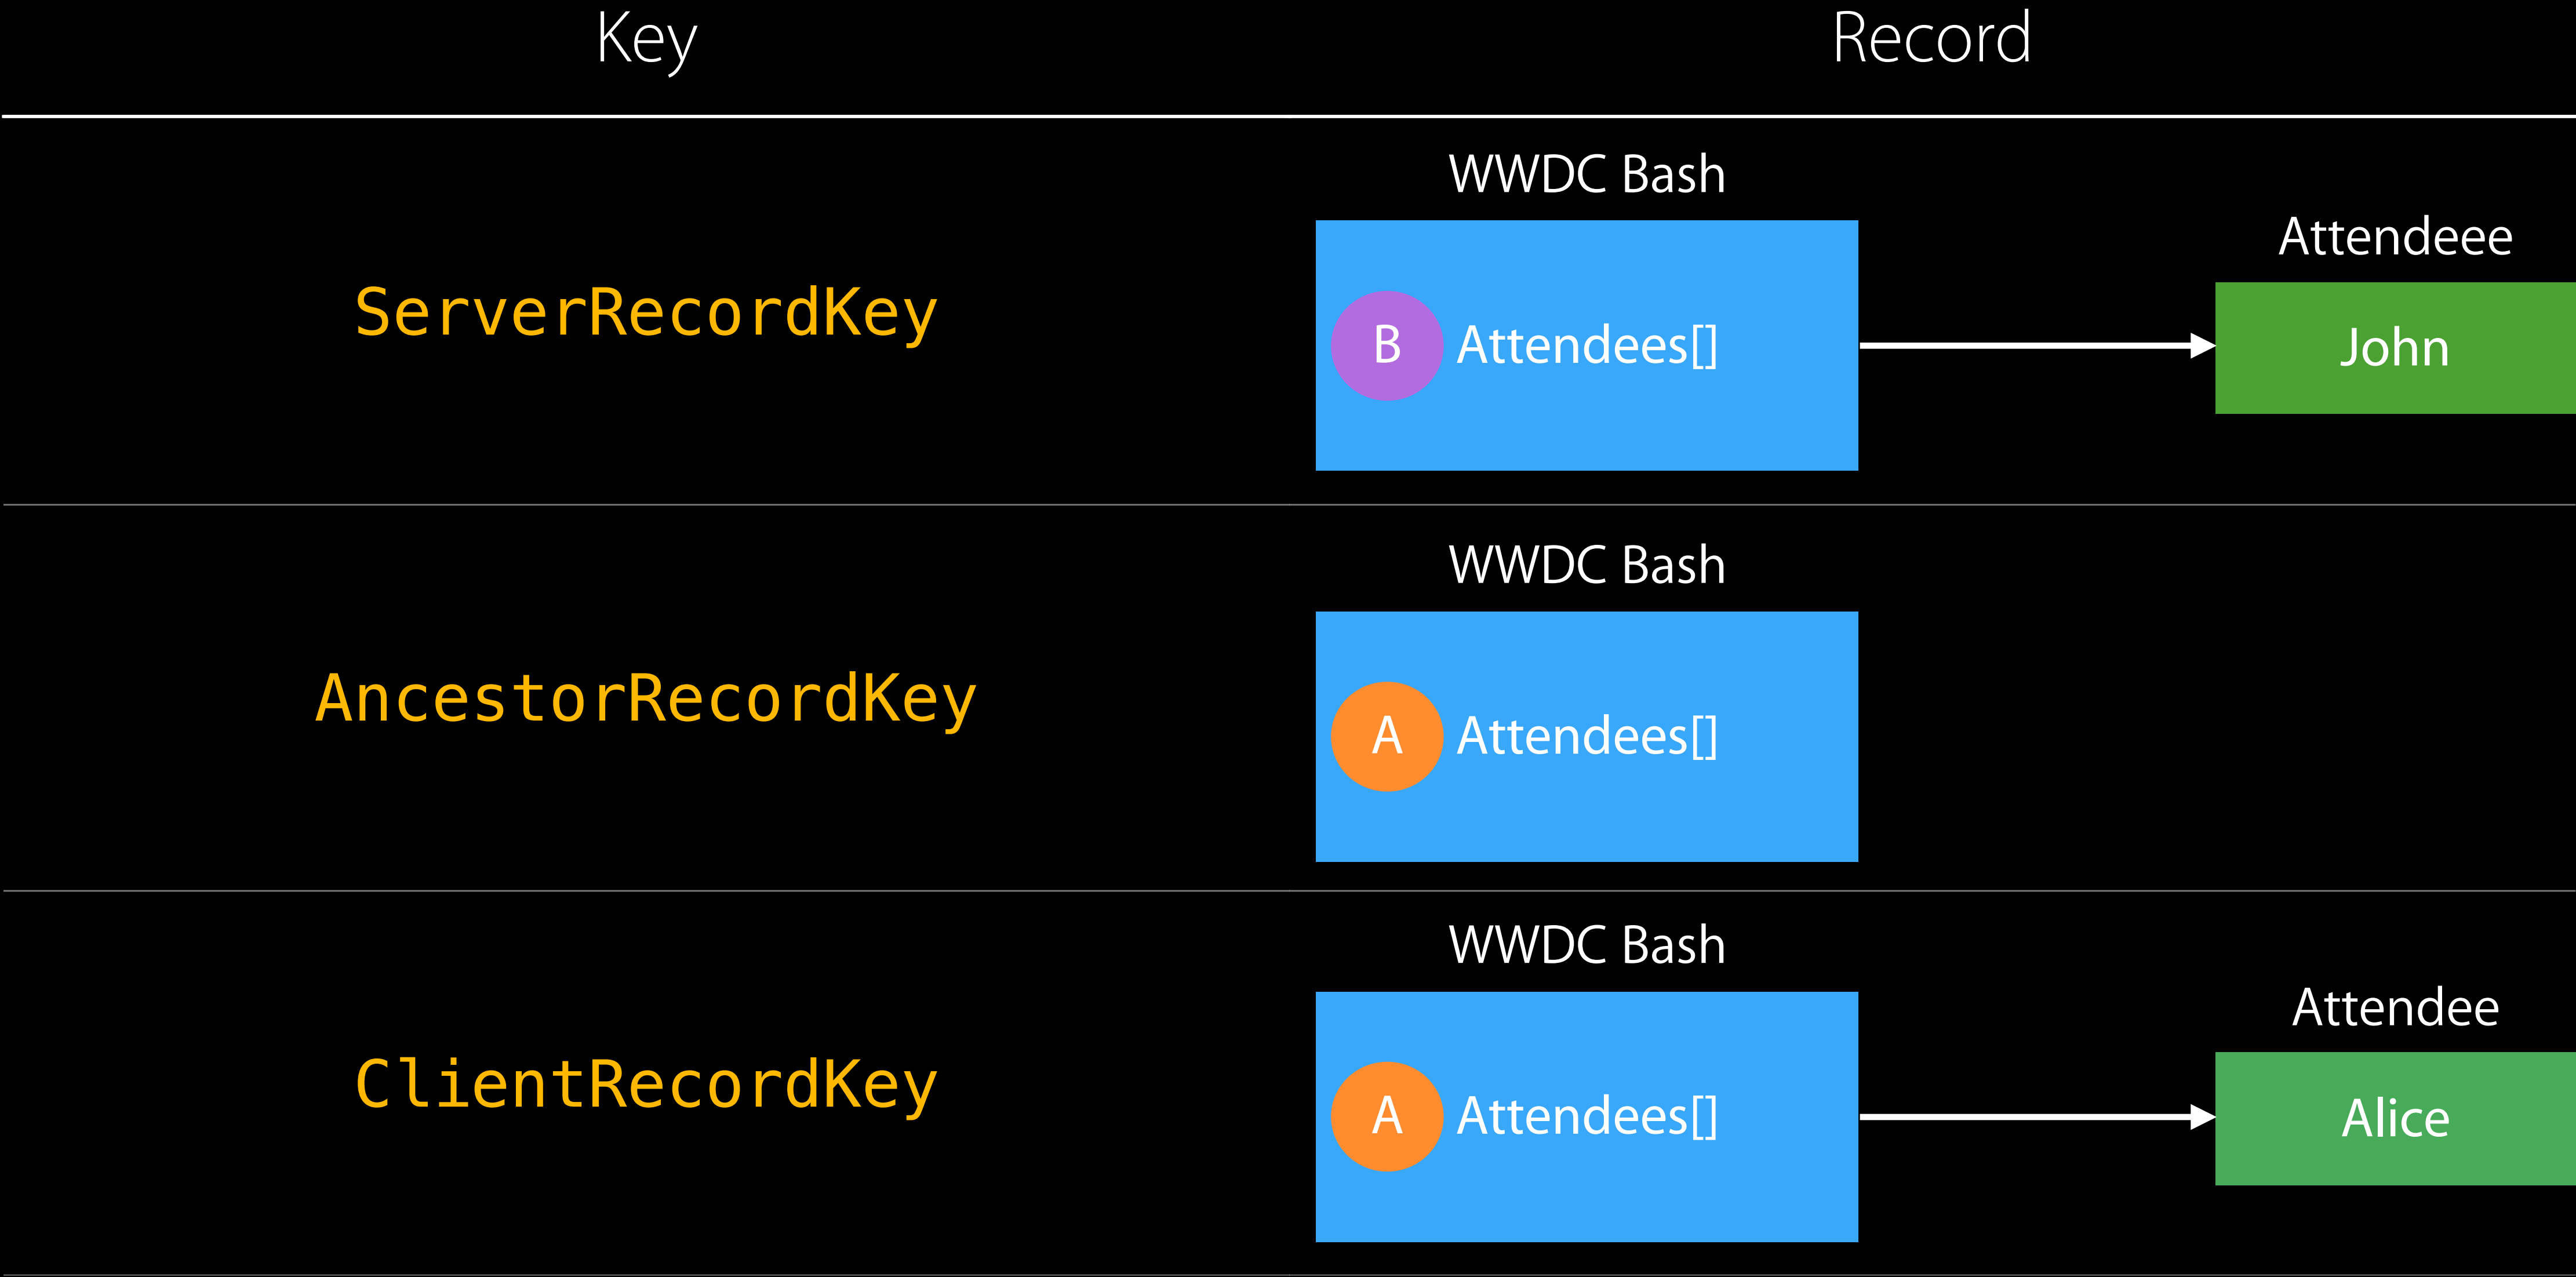 Key
Record
WWDC Bash
Attendeee
ServerRecordKey
B
Attendees[]
John
WWDC Bash
AncestorRecordKey
A
Attendees[]
WWDC Bash
Attendee
ClientRecordKey
A
Attendees[]
Alice